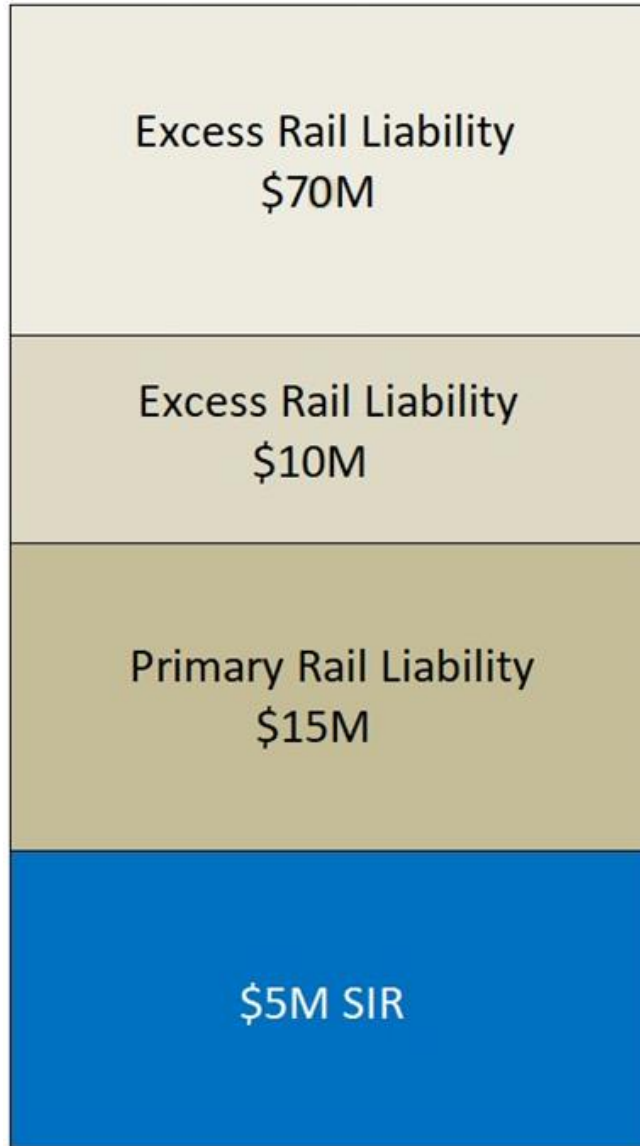 Excess Rail Liability
$70M
Excess Rail Liability
$10M
Primary Rail Liability
$15M
$5M SIR